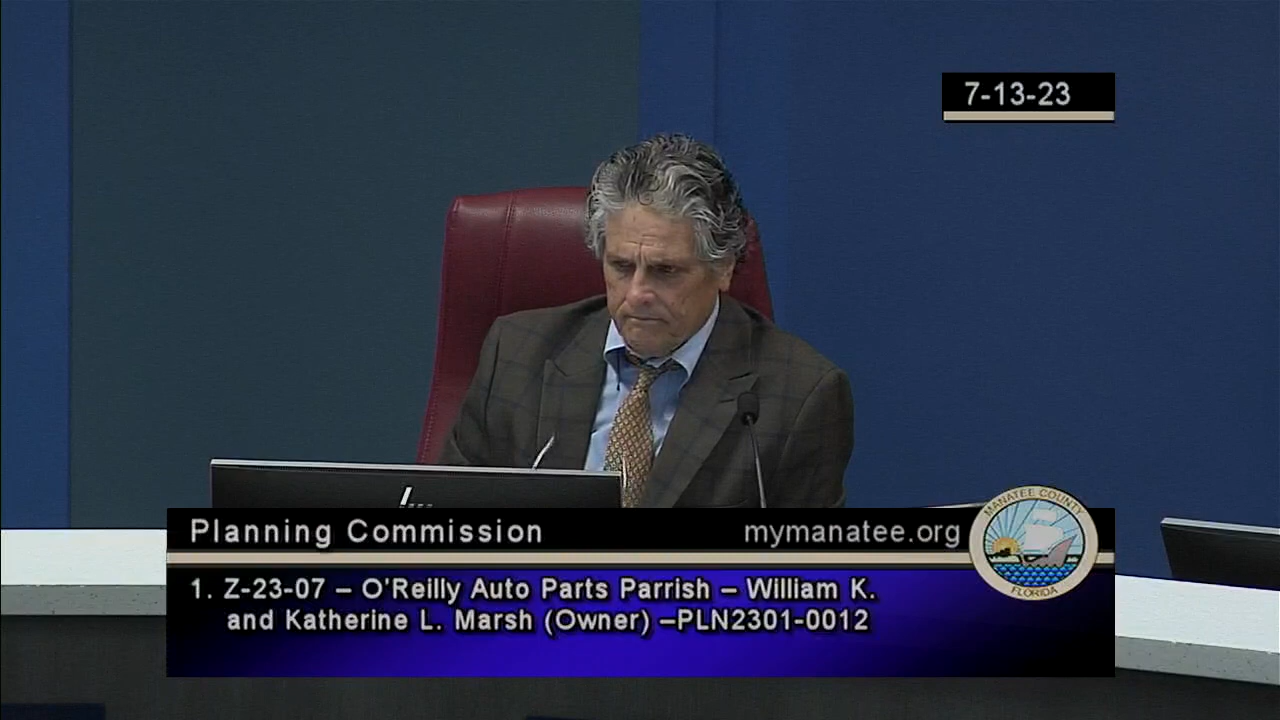 7-13-23
Planning Commission
mymanatee.org
MANATEE COUNTY
FLORIDA
1. Z-23-07 – O'Reilly Auto Parts Parrish – William K.
and Katherine L. Marsh (Owner) –PLN2301-0012